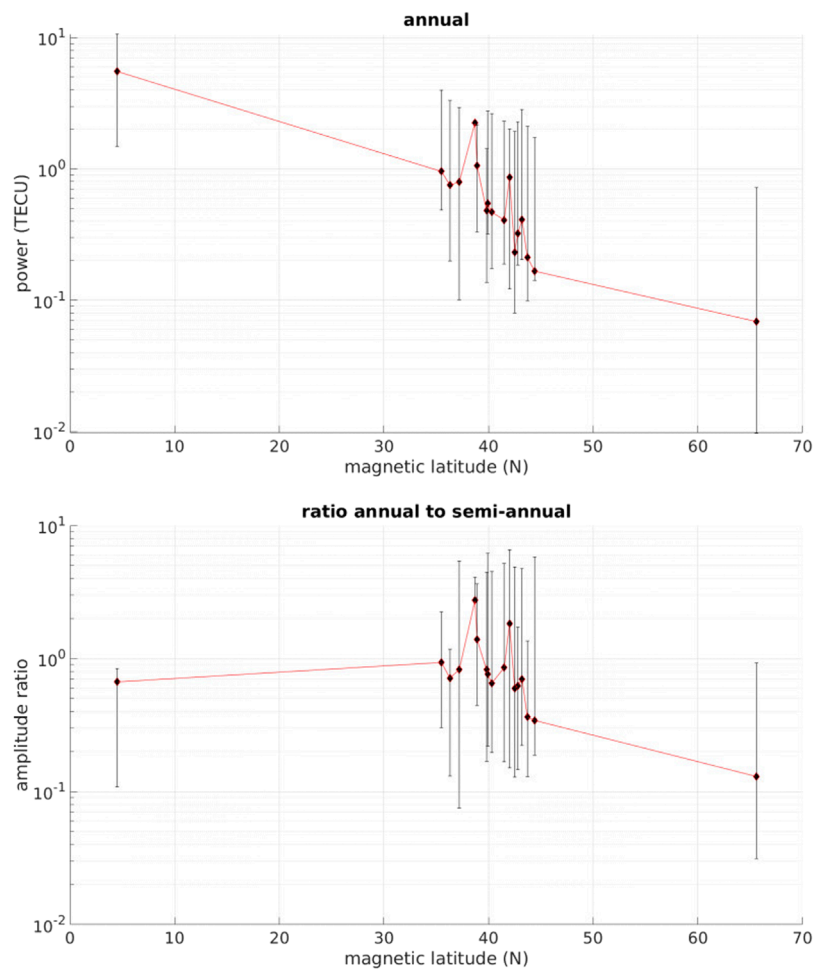 annual
10^1
10^0
10^-1
10^-2
power (TECU)
0 10 20 30 40 50 60 70
magnetic latitude (N)
ratio annual to semi-annual
10^1
10^0
10^-1
10^-2
amplitude ratio
0 10 20 30 40 50 60 70
magnetic latitude (N)